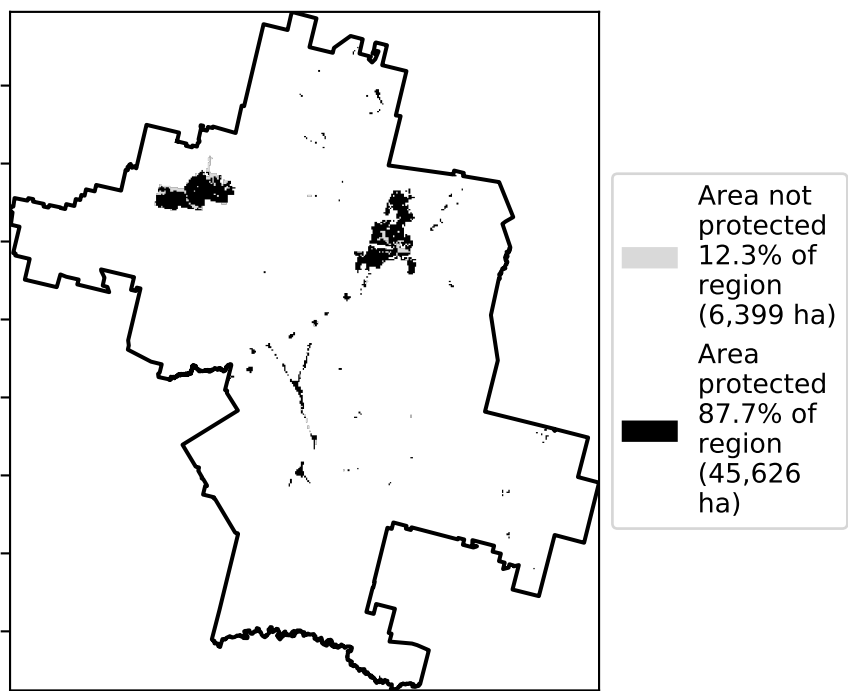 Area not
protected
12.3% of
region
(6,399 ha)
Area
protected
87.7% of
region
(45,626
ha)